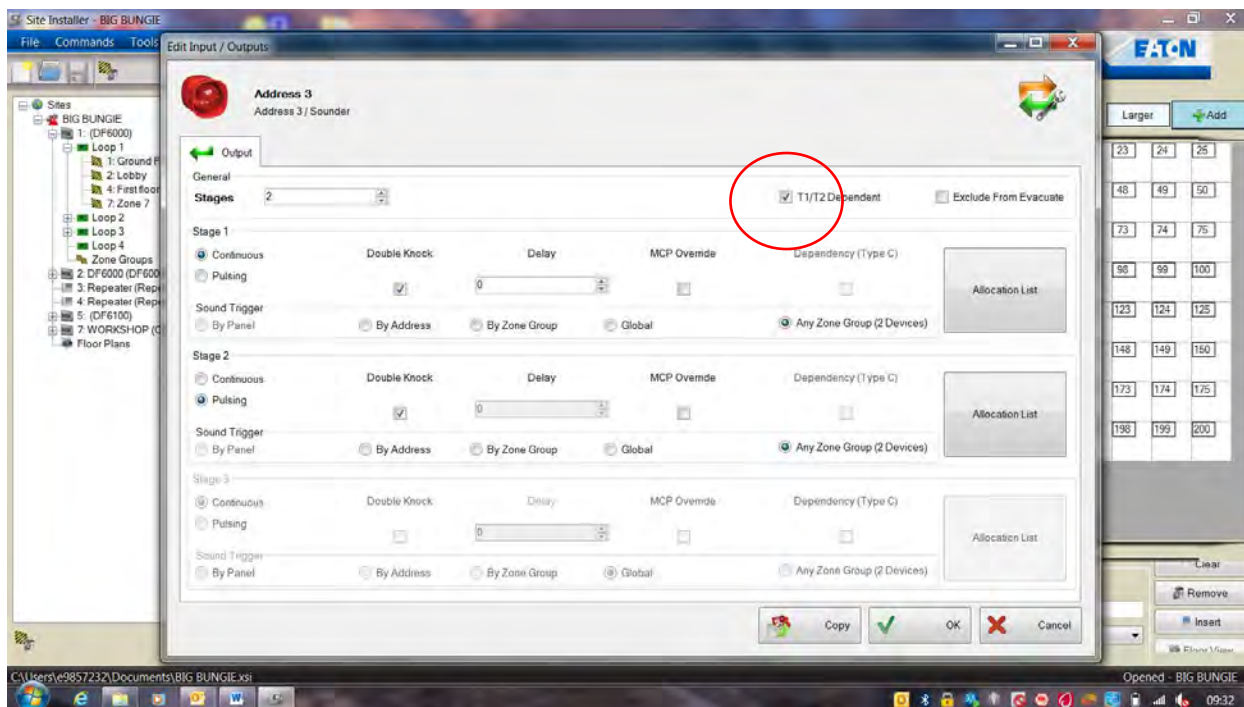 Site Installer - BIG BUNGIE
File Commands Tools
Edit Input / Outputs
EATON
Larger
Add
Sites
BIG BUNGIE
1: (DF6000)
Loop 1
1: Ground F
2: Lobby
4: First floor
7: Zone 7
Loop 2
Loop 3
Loop 4
Zone Groups
2: DF6000 (DF600
3: Repeater (Rep
4: Repeater (Rep
5: (DF6100)
7: WORKSHOP (C
Floor Plans
Address 3
Address 3 / Sounder
Output
General
Stages 2 T1/T2 Dependent Exclude From Evacuate
Stage 1
Continuous Double Knock Delay MCP Override Dependency (Type C)
Pulsing 0 Allocation List
Sound Trigger
By Panel By Address By Zone Group Global Any Zone Group (2 Devices)
Stage 2
Continuous Double Knock Delay MCP Override Dependency (Type C)
Pulsing 0 Allocation List
Sound Trigger
By Panel By Address By Zone Group Global Any Zone Group (2 Devices)
Stage 3
Continuous Double Knock Delay MCP Override Dependency (Type C)
Pulsing 0 Allocation List
Sound Trigger
By Panel By Address By Zone Group Global Any Zone Group (2 Devices)
Copy OK Cancel
23 24 25
48 49 50
73 74 75
98 99 100
123 124 125
148 149 150
173 174 175
198 199 200
Clear
Remove
Insert
Floor View
C:\Users\e9857232\Documents\BIG BUNGIE.xsi
Opened - BIG BUNGIE
09:32